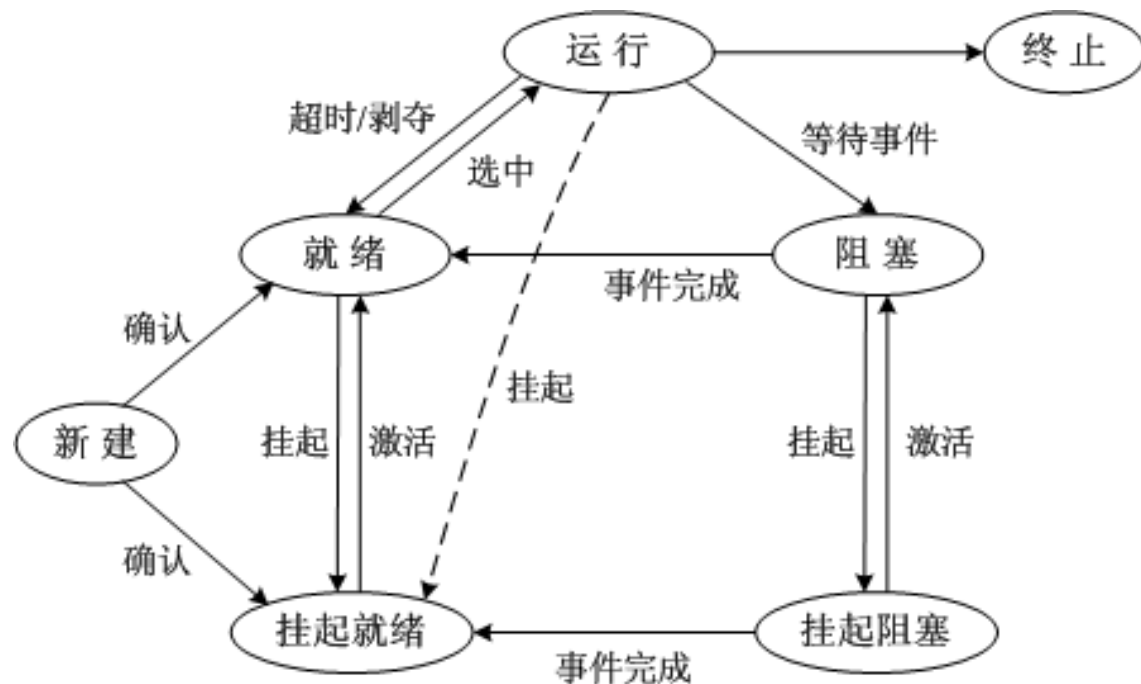 运行
终止
超时/剥夺
等待事件
选中
就绪
阻塞
事件完成
确认
挂起
新建
挂起
激活
挂起
激活
确认
挂起就绪
挂起阻塞
事件完成